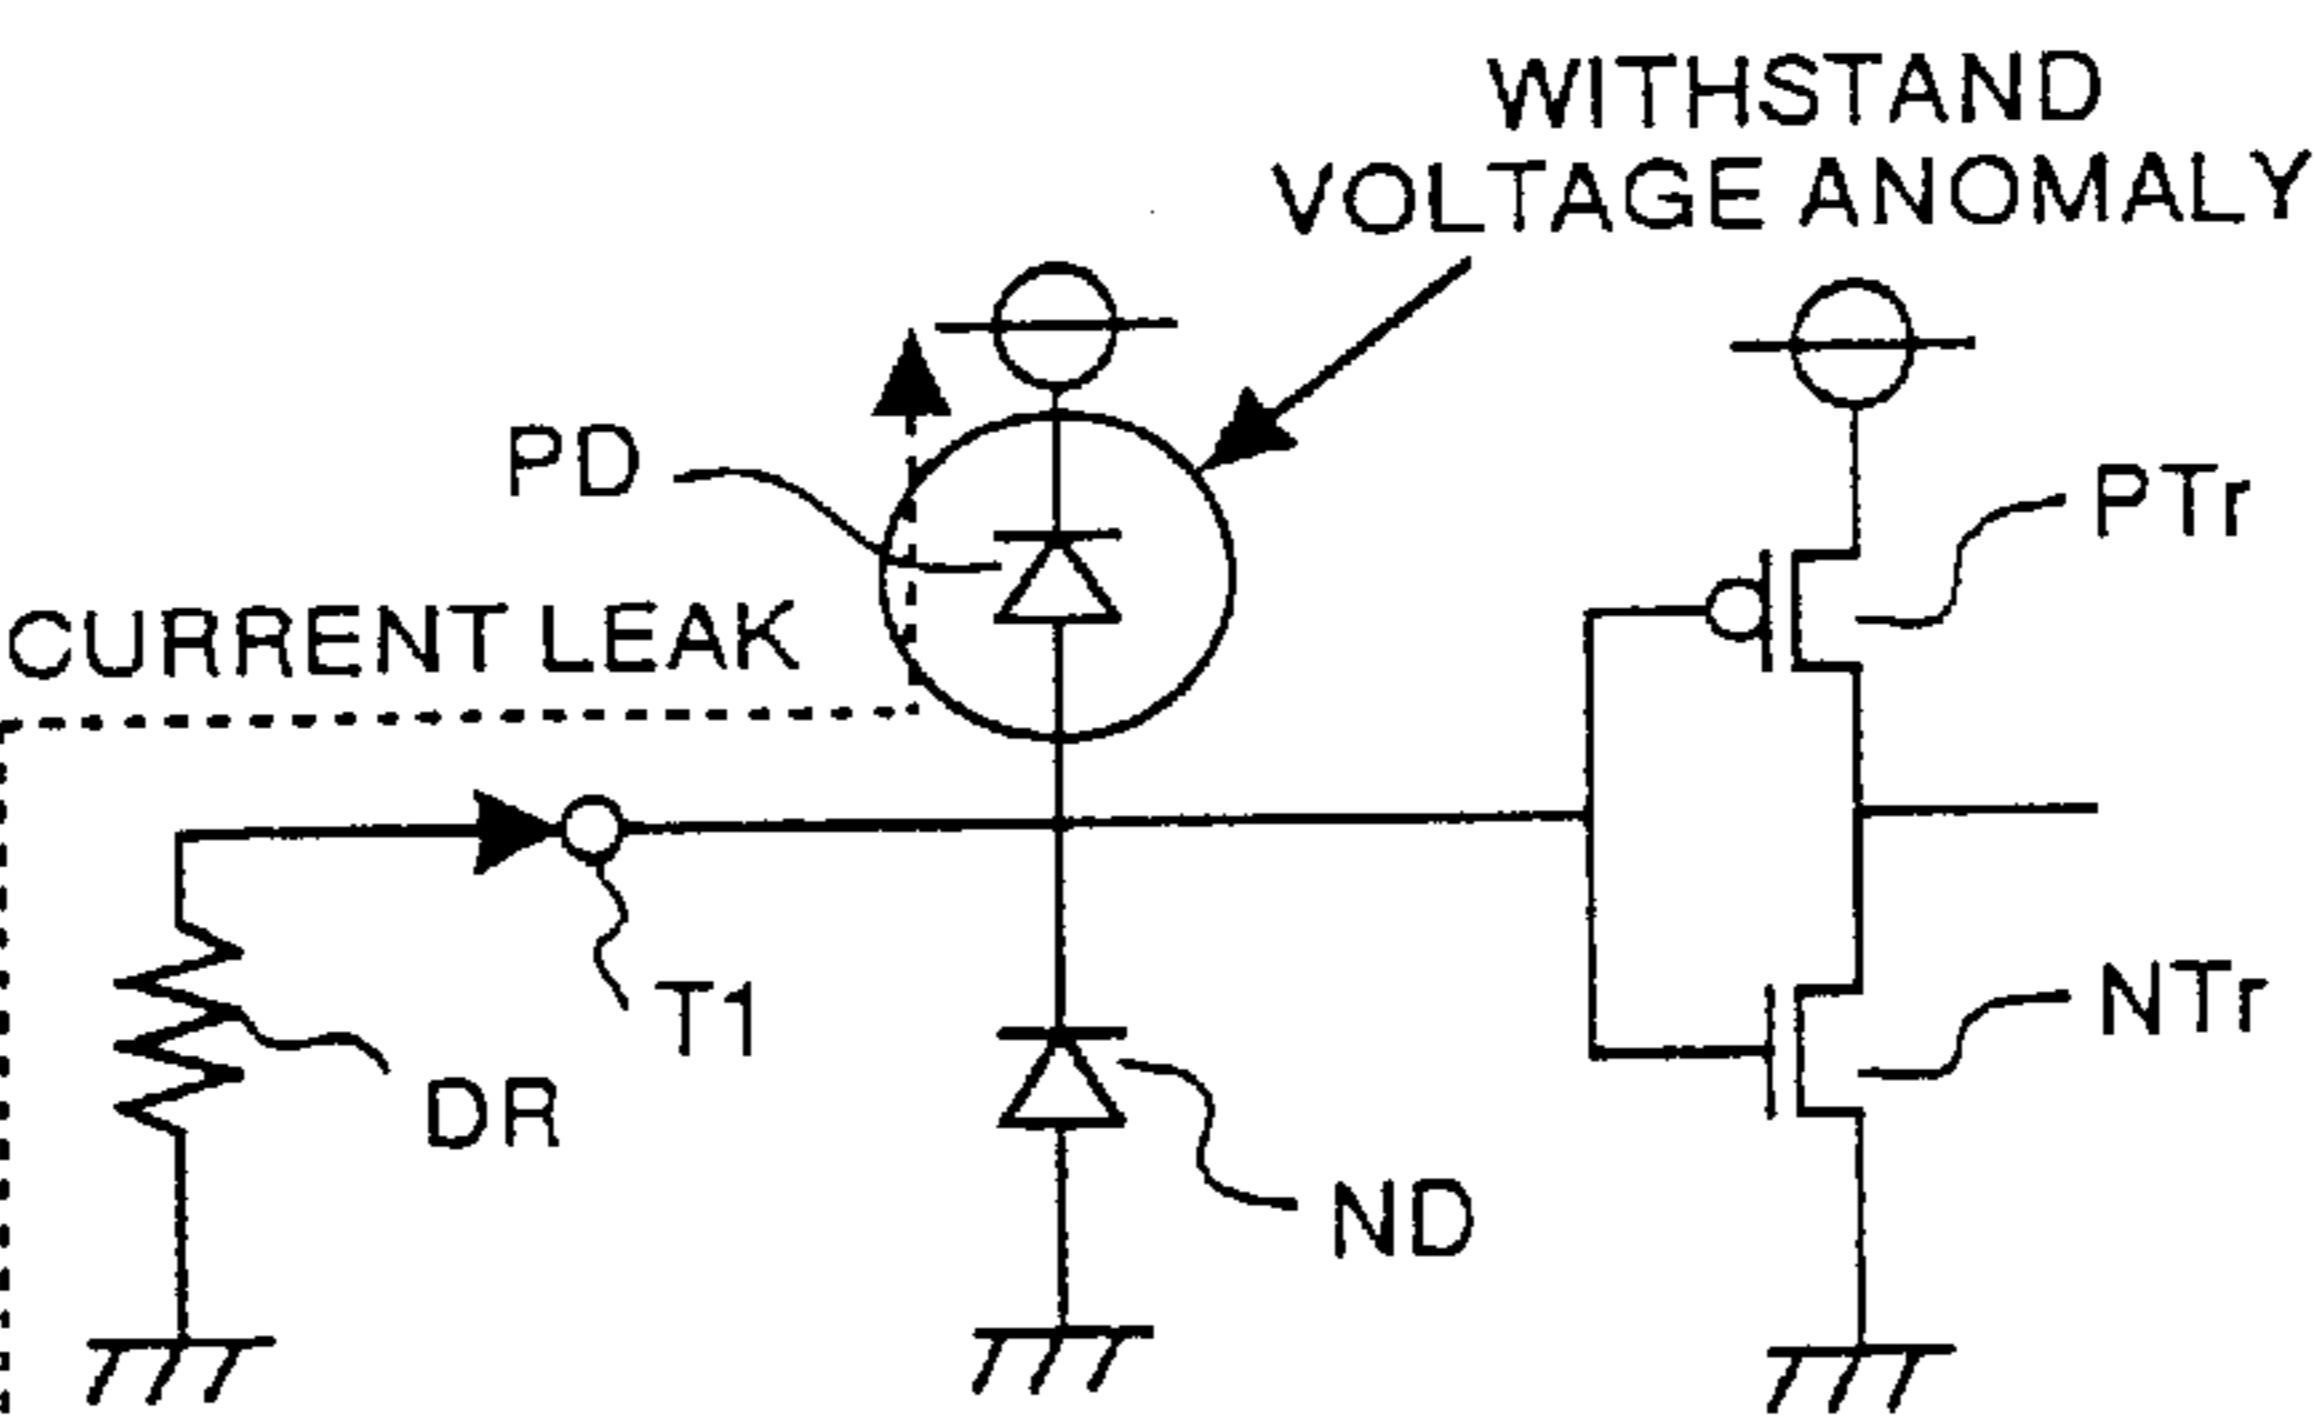 WITHSTAND
VOLTAGE ANOMALY
PD
PTr
CURRENT LEAK
T1
NTr
DR
ND